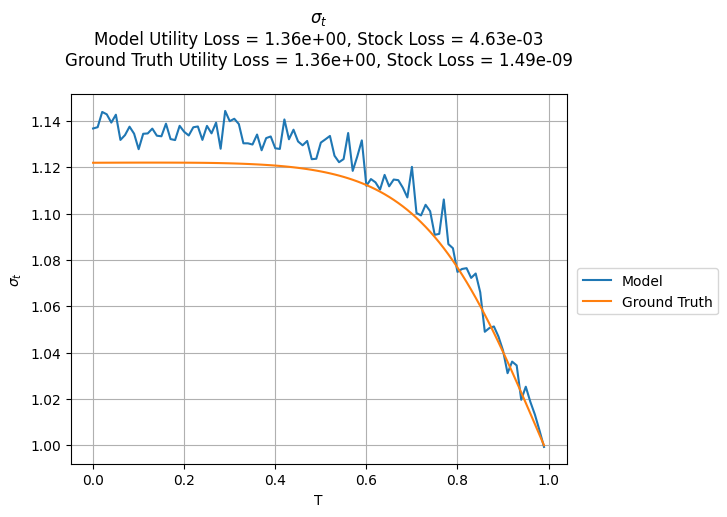 σₜ
Model Utility Loss = 1.36e+00, Stock Loss = 4.63e-03
Ground Truth Utility Loss = 1.36e+00, Stock Loss = 1.49e-09
1.14
1.12
1.10
1.08
1.06
1.04
1.02
1.00
σₜ
0.0 0.2 0.4 0.6 0.8 1.0
T
Model
Ground Truth